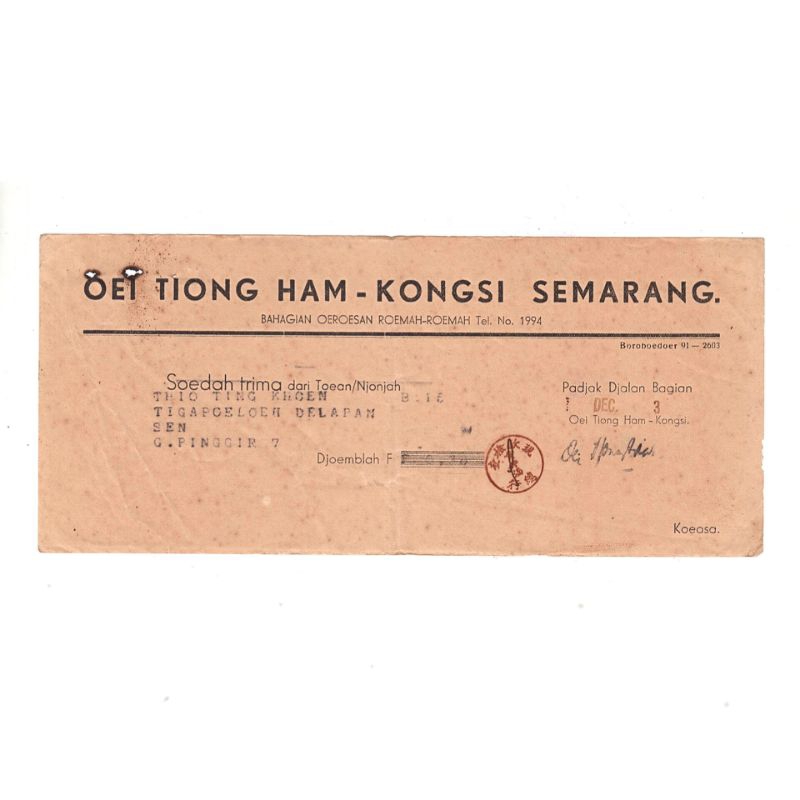 OEI TIONG HAM - KONGSI SEMARANG.
BAHAGIAN OEROESAN ROEMAH-ROEMAH Tel. No. 1994
Boroboedoer 91 — 2603
Soedah trima dari Toean/Njonjah
THIO TING KHOEN B.15
TIGAPOELOEH DELAPAN
SEN
G.PINGGIR 7
Djoemblah F
Padjak Djalan Bagian
DEC. 3
Oei Tiong Ham - Kongsi.
Koeasa.